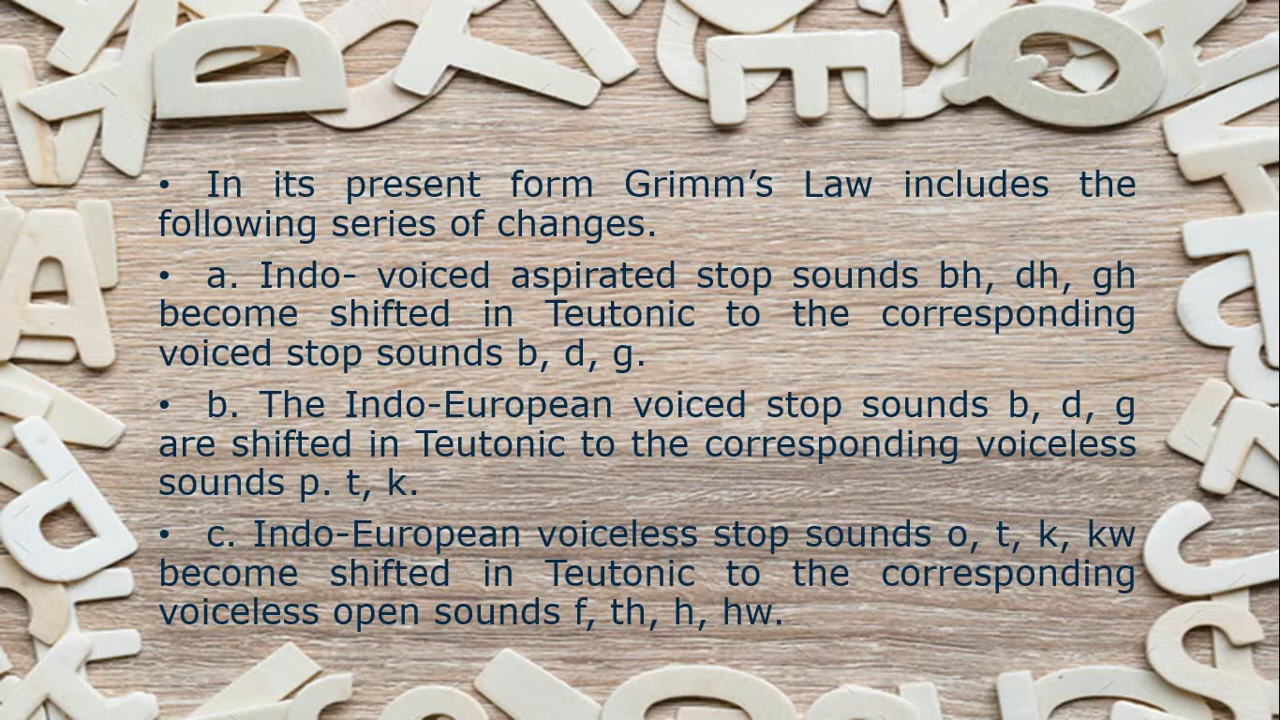 • In its present form Grimm’s Law includes the
following series of changes.
• a. Indo- voiced aspirated stop sounds bh, dh, gh
become shifted in Teutonic to the corresponding
voiced stop sounds b, d, g.
• b. The Indo-European voiced stop sounds b, d, g
are shifted in Teutonic to the corresponding voiceless
sounds p. t, k.
• c. Indo-European voiceless stop sounds o, t, k, kw
become shifted in Teutonic to the corresponding
voiceless open sounds f, th, h, hw.